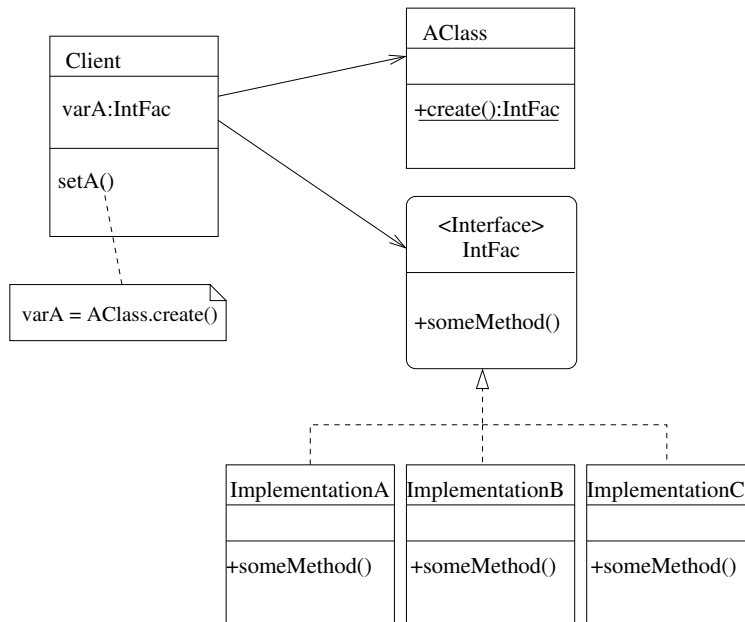 Client
varA:IntFac
setA()
varA = AClass.create()
AClass
+create():IntFac
<Interface>
IntFac
+someMethod()
ImplementationA
+someMethod()
ImplementationB
+someMethod()
ImplementationC
+someMethod()